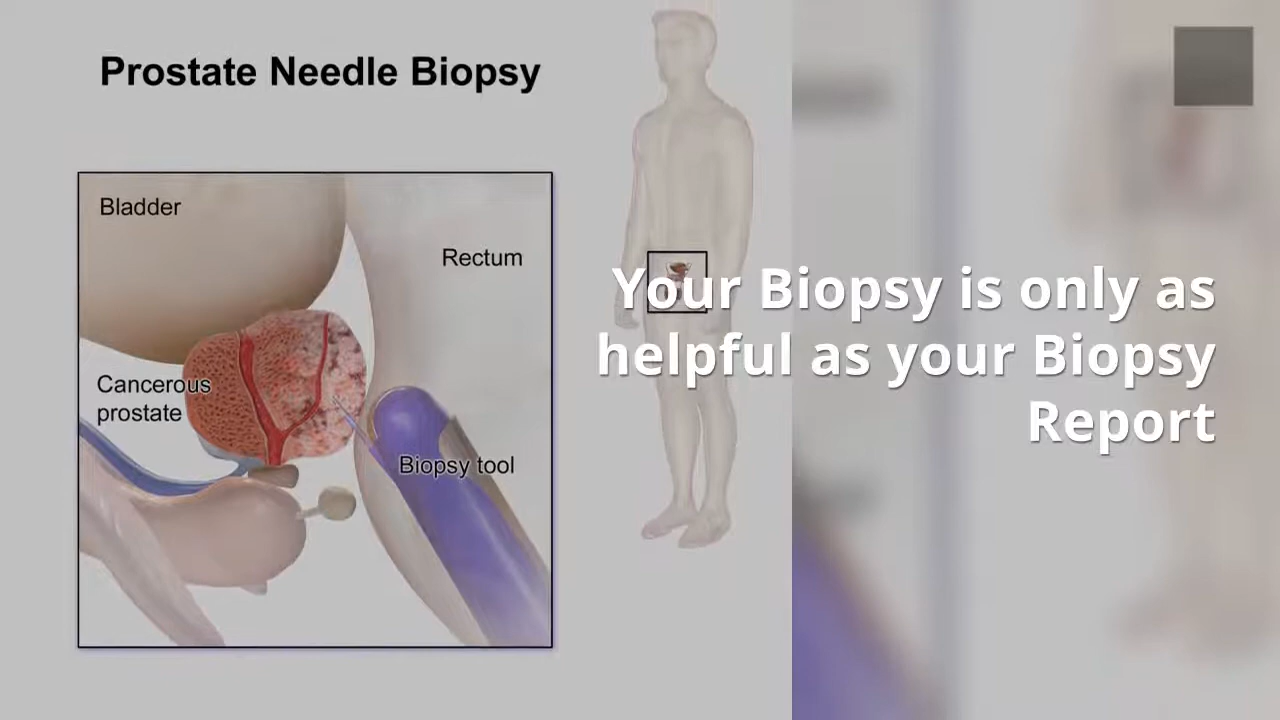 Prostate Needle Biopsy
Bladder
Rectum
Cancerous
prostate
Biopsy tool
Your Biopsy is only as
helpful as your Biopsy
Report